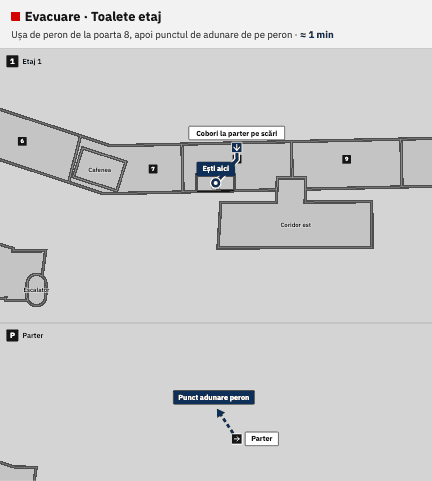 Evacuare · Toalete etaj
Ușa de peron de la poarta 8, apoi punctul de adunare de pe peron · ≈ 1 min
1 Etaj 1
Cobori la parter pe scări
6
Cafenea
7
Ești aici
9
Coridor est
Escalator
P Parter
Punct adunare peron
Parter